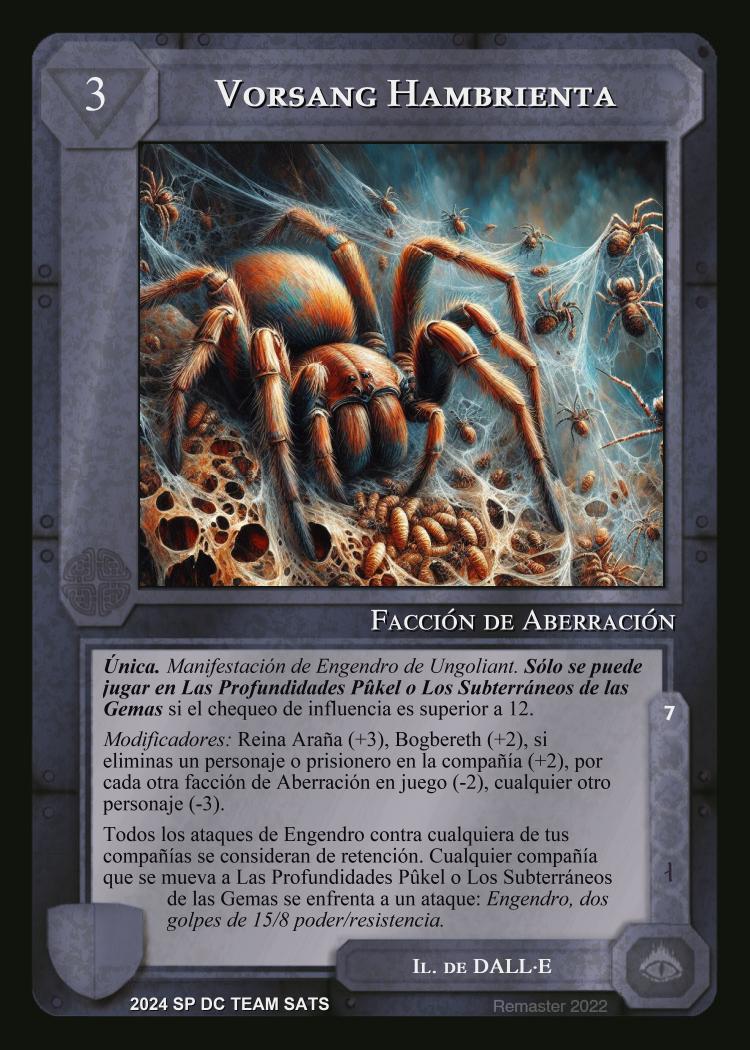 3
Vorsang Hambrienta
Facción de Aberración
Única. Manifestación de Engendro de Ungoliant. Sólo se puede
jugar en Las Profundidades Pûkel o Los Subterráneos de las
Gemas si el chequeo de influencia es superior a 12.
7
Modificadores: Reina Araña (+3), Bogbereth (+2), si
eliminas un personaje o prisionero en la compañía (+2), por
cada otra facción de Aberración en juego (-2), cualquier otro
personaje (-3).
Todos los ataques de Engendro contra cualquiera de tus
compañías se consideran de retención. Cualquier compañía
que se mueva a Las Profundidades Pûkel o Los Subterráneos
de las Gemas se enfrenta a un ataque: Engendro, dos
golpes de 15/8 poder/resistencia.
Il. de DALL·E
2024 SP DC TEAM SATS
Remaster 2022